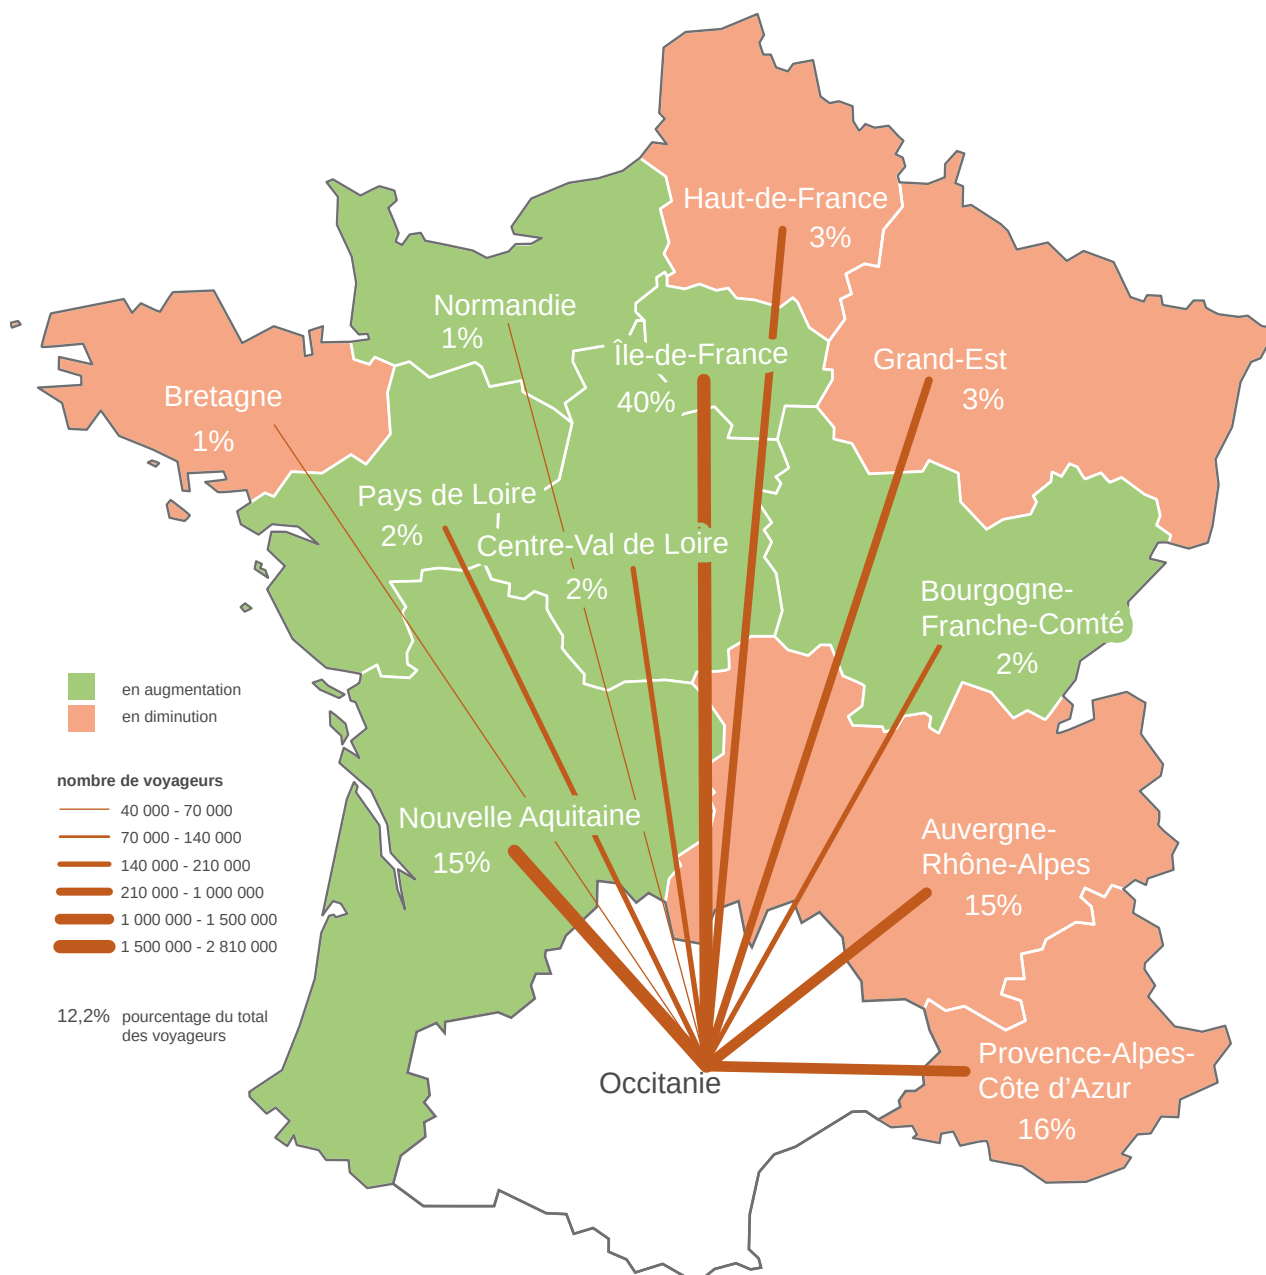 Haut-de-France
3%
Normandie
1%
Île-de-France
40%
Grand-Est
3%
Bretagne
1%
Pays de Loire
2%
Centre-Val de Loire
2%
Bourgogne-
Franche-Comté
2%
en augmentation
en diminution
nombre de voyageurs
40 000 - 70 000
70 000 - 140 000
140 000 - 210 000
210 000 - 1 000 000
1 000 000 - 1 500 000
1 500 000 - 2 810 000
12,2% pourcentage du total
des voyageurs
Nouvelle Aquitaine
15%
Auvergne-
Rhône-Alpes
15%
Occitanie
Provence-Alpes-
Côte d’Azur
16%